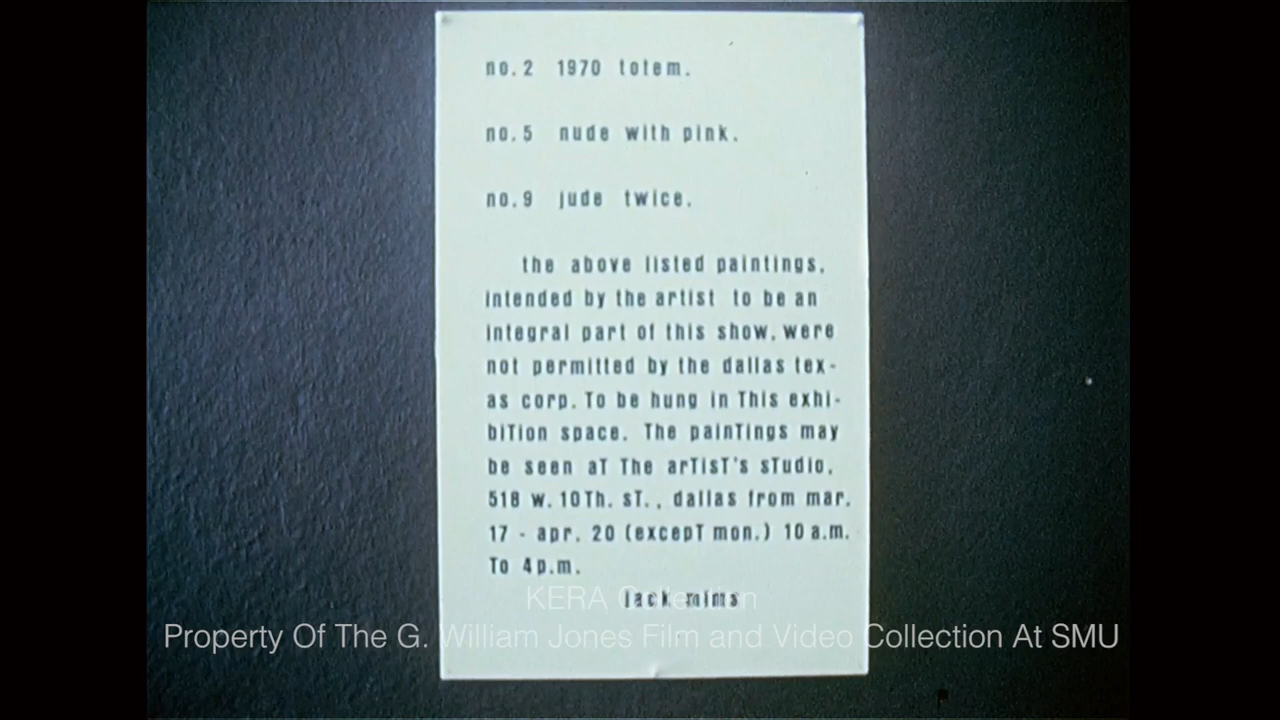 no.2 1970 totem.
no.5 nude with pink.
no.9 jude twice.
the above listed paintings,
intended by the artist to be an
integral part of this show, were
not permitted by the dallas tex-
as corp. To be hung in This exhi-
biTion space. The painTings may
be seen aT The arTisT's sTudio,
518 w. 10Th. sT., dallas from mar.
17 - apr. 20 (excepT mon.) 10 a.m.
To 4p.m.
jack mims
KERA Collection
Property Of The G. William Jones Film and Video Collection At SMU